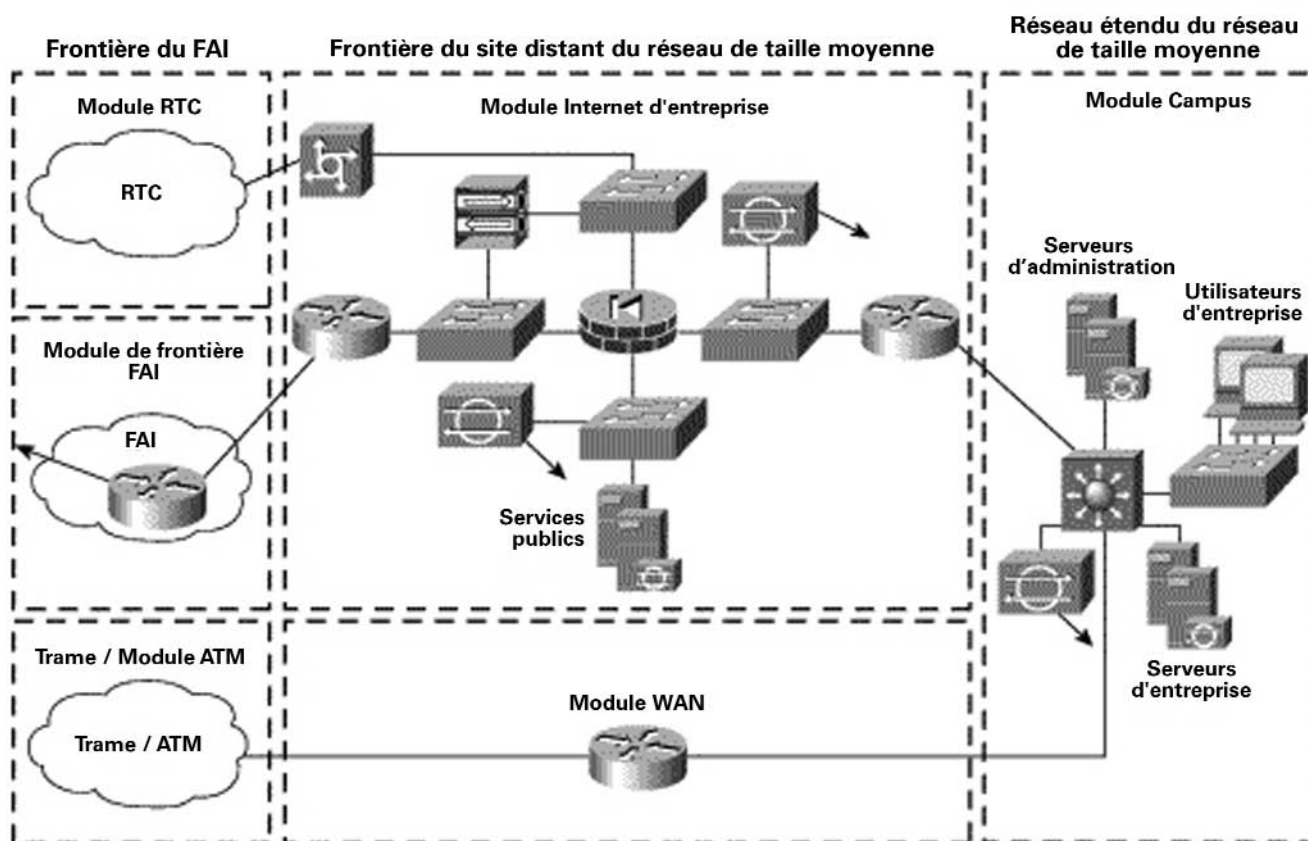 Frontière du FAI
Frontière du site distant du réseau de taille moyenne
Réseau étendu du réseau
de taille moyenne
Module RTC
RTC
Module Internet d'entreprise
Module Campus
Serveurs
d'administration
Utilisateurs
d'entreprise
Module de frontière
FAI
FAI
Services
publics
Serveurs
d'entreprise
Trame / Module ATM
Trame / ATM
Module WAN